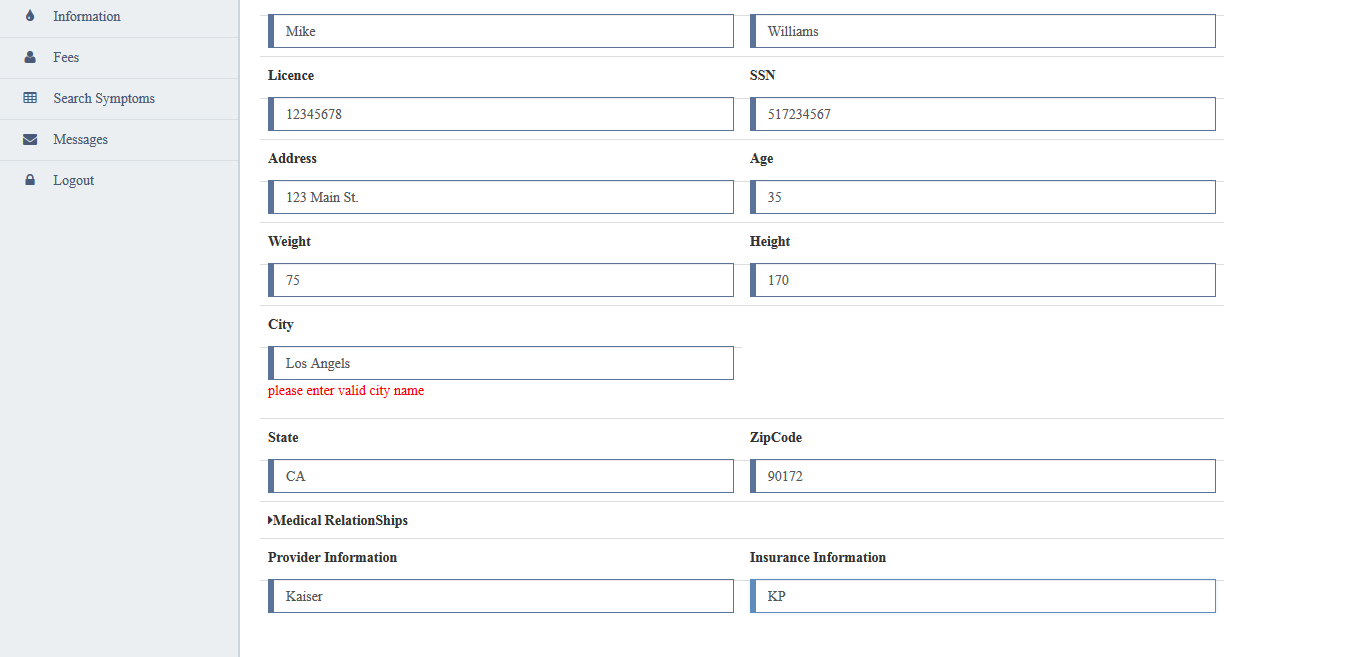 Information
Fees
Search Symptoms
Messages
Logout
Mike Williams
Licence SSN
12345678 517234567
Address Age
123 Main St. 35
Weight Height
75 170
City
Los Angels
please enter valid city name
State ZipCode
CA 90172
Medical RelationShips
Provider Information Insurance Information
Kaiser KP